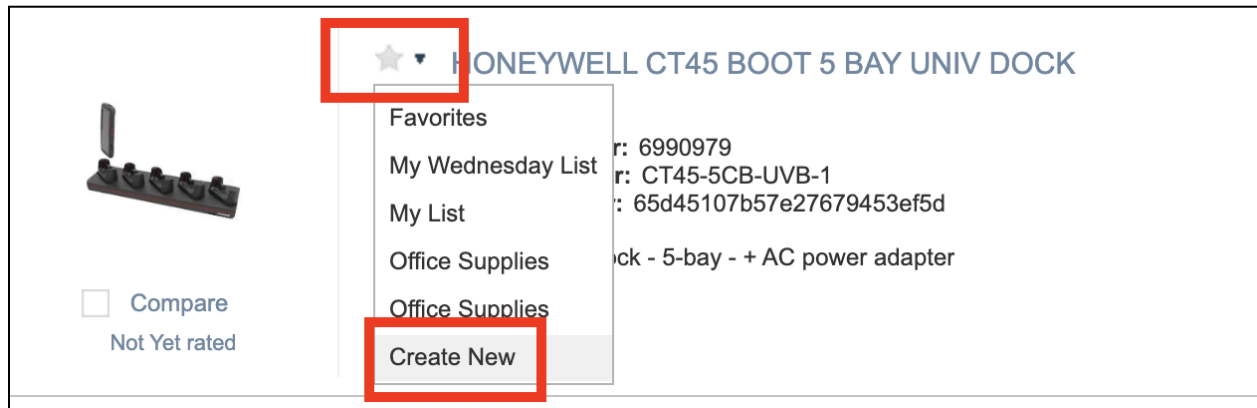 HONEYWELL CT45 BOOT 5 BAY UNIV DOCK
Favorites
r: 6990979
My Wednesday List
r: CT45-5CB-UVB-1
: 65d45107b57e27679453ef5d
My List
Office Supplies
ck - 5-bay - + AC power adapter
Compare
Office Supplies
Not Yet rated
Create New